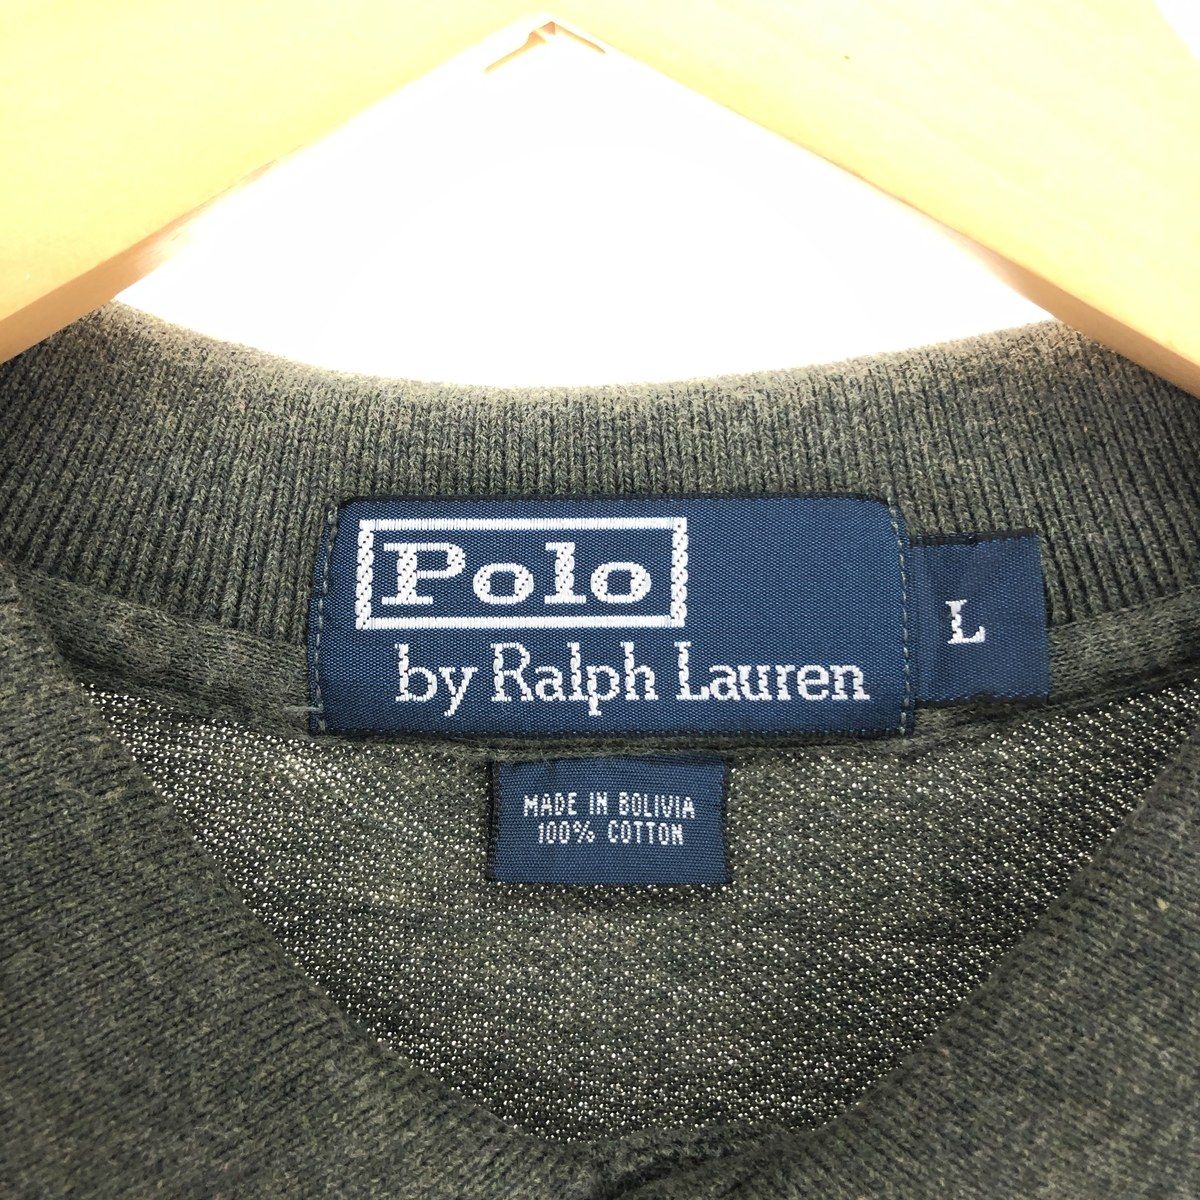 Polo
by Ralph Lauren
L
MADE IN BOLIVIA
100% COTTON